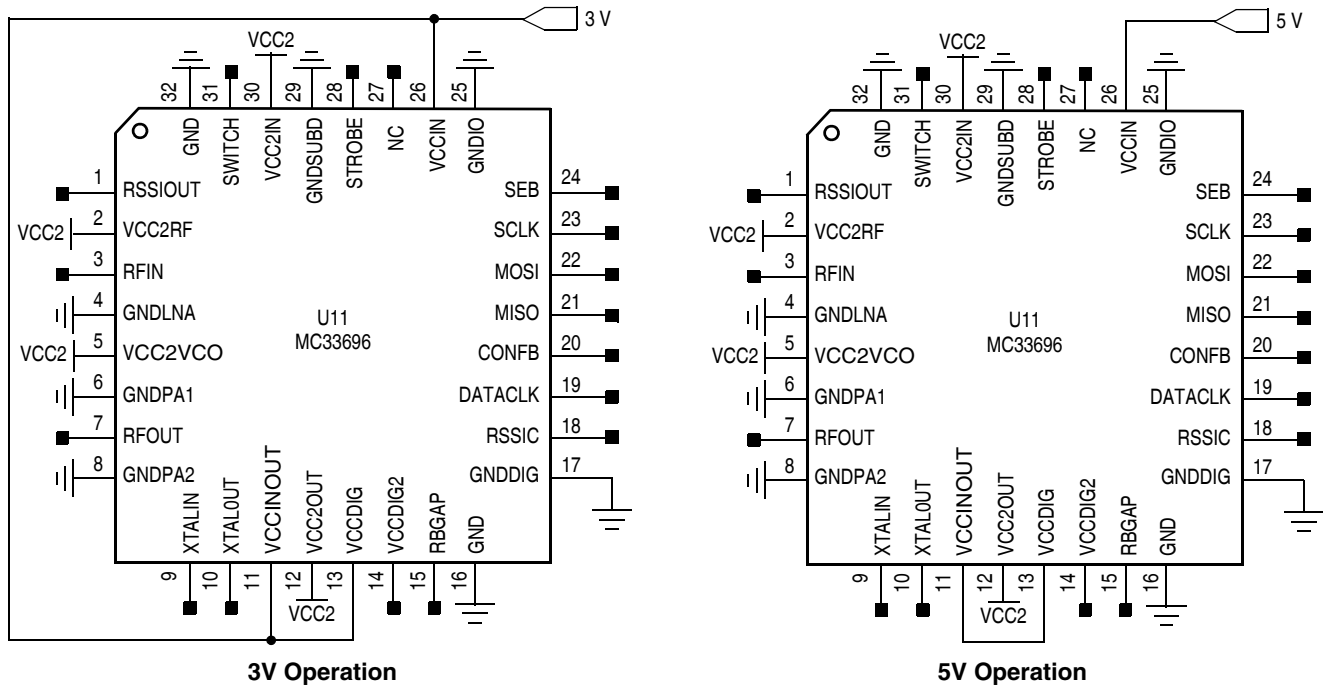 3 V
VCC2
32
31
30
29
28
27
26
25
GND
SWITCH
VCC2IN
GNDSUBD
STROBE
NC
VCCIN
GNDIO
1 RSSIOUT
VCC2 2 VCC2RF
3 RFIN
4 GNDLNA
VCC2 5 VCC2VCO
6 GNDPA1
7 RFOUT
8 GNDPA2
U11
MC33696
SEB 24
SCLK 23
MOSI 22
MISO 21
CONFB 20
DATACLK 19
RSSIC 18
GNDDIG 17
XTALIN
XTAL0UT
VCCINOUT
VCC2OUT
VCCDIG
VCCDIG2
RBGAP
GND
9
10
11
12
13
14
15
16
VCC2
3V Operation
5 V
VCC2
32
31
30
29
28
27
26
25
GND
SWITCH
VCC2IN
GNDSUBD
STROBE
NC
VCCIN
GNDIO
1 RSSIOUT
VCC2 2 VCC2RF
3 RFIN
4 GNDLNA
VCC2 5 VCC2VCO
6 GNDPA1
7 RFOUT
8 GNDPA2
U11
MC33696
SEB 24
SCLK 23
MOSI 22
MISO 21
CONFB 20
DATACLK 19
RSSIC 18
GNDDIG 17
XTALIN
XTAL0UT
VCCINOUT
VCC2OUT
VCCDIG
VCCDIG2
RBGAP
GND
9
10
11
12
13
14
15
16
VCC2
5V Operation